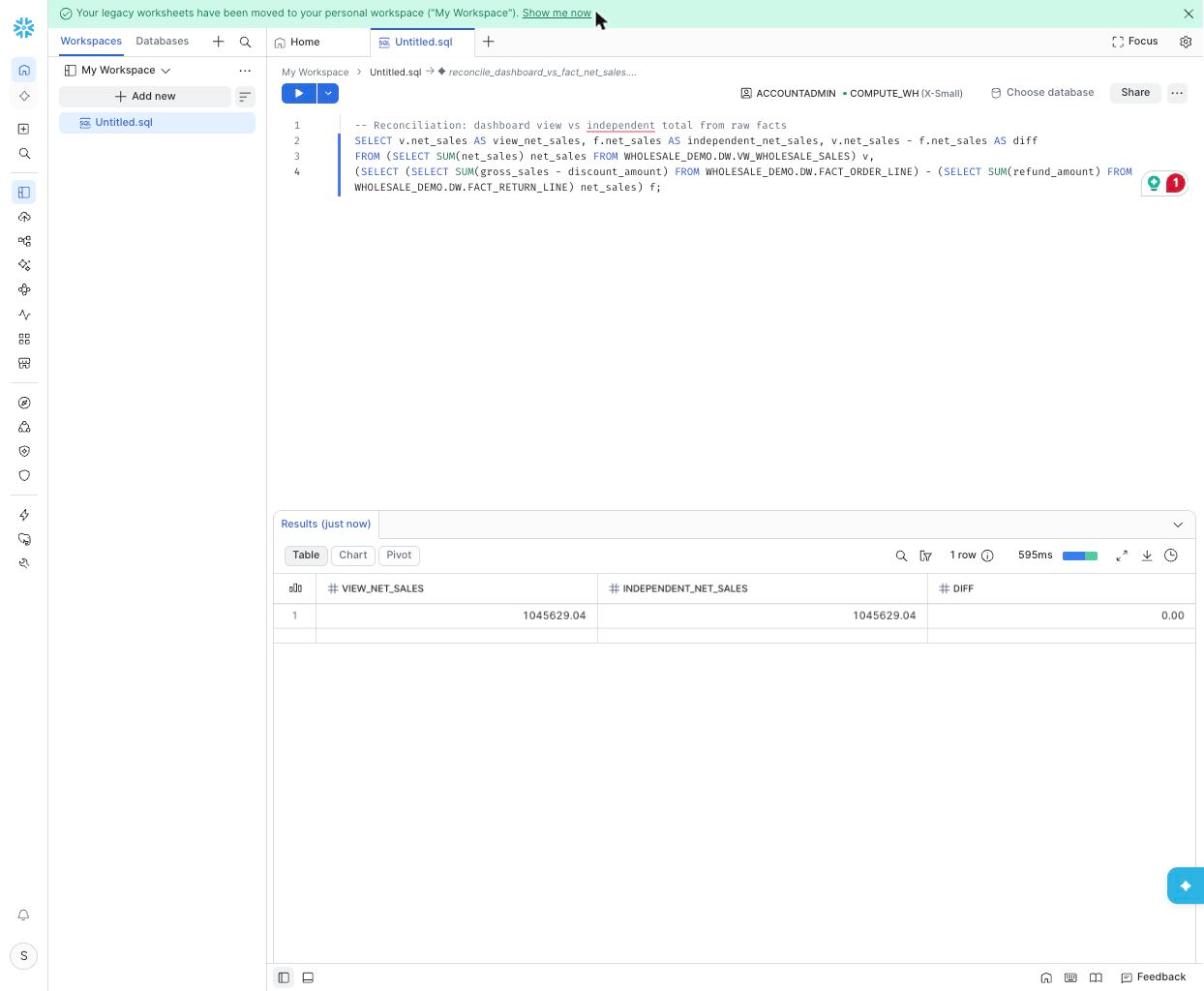 Your legacy worksheets have been moved to your personal workspace ("My Workspace"). Show me now
Workspaces Databases
Home
Untitled.sql
Focus
My Workspace
My Workspace > Untitled.sql → reconcile_dashboard_vs_fact_net_sales....
Add new
ACCOUNTADMIN • COMPUTE_WH (X-Small)
Choose database
Share
Untitled.sql
1 -- Reconciliation: dashboard view vs independent total from raw facts
2 SELECT v.net_sales AS view_net_sales, f.net_sales AS independent_net_sales, v.net_sales - f.net_sales AS diff
3 FROM (SELECT SUM(net_sales) net_sales FROM WHOLESALE_DEMO.DW.VW_WHOLESALE_SALES) v,
4 (SELECT (SELECT SUM(gross_sales - discount_amount) FROM WHOLESALE_DEMO.DW.FACT_ORDER_LINE) - (SELECT SUM(refund_amount) FROM
WHOLESALE_DEMO.DW.FACT_RETURN_LINE) net_sales) f;
1
Results (just now)
Table Chart Pivot
1 row
595ms
VIEW_NET_SALES INDEPENDENT_NET_SALES DIFF
1 1045629.04 1045629.04 0.00
S
Feedback